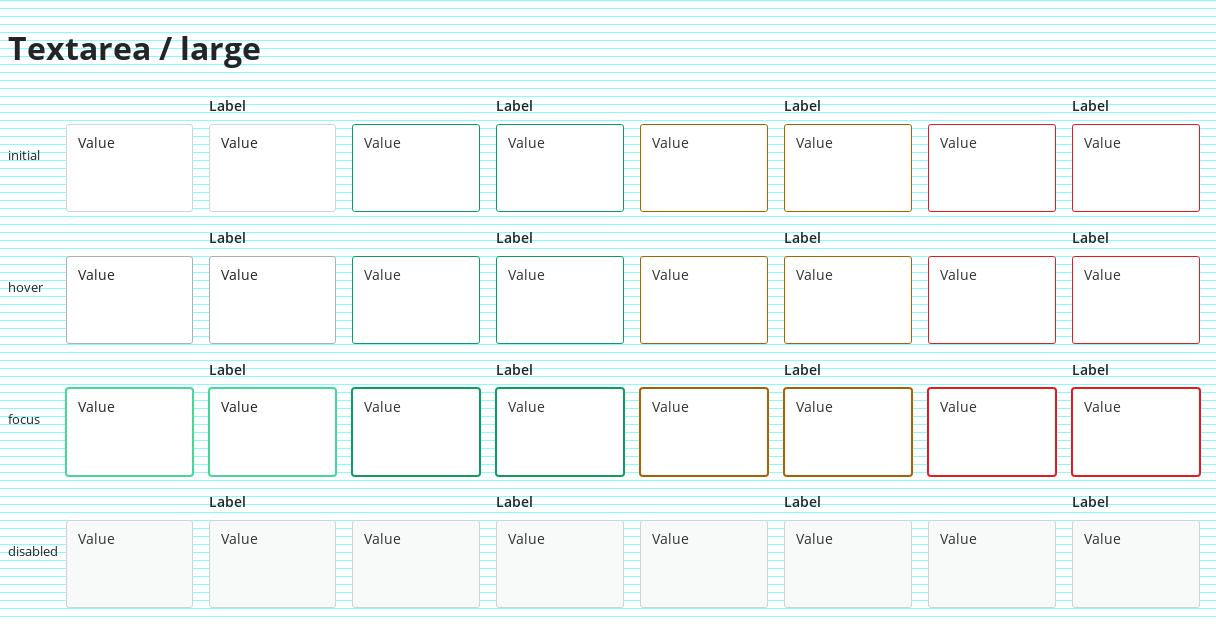 Textarea / large
Label Label Label Label
initial Value Value Value Value Value Value Value Value
Label Label Label Label
hover Value Value Value Value Value Value Value Value
Label Label Label Label
focus Value Value Value Value Value Value Value Value
Label Label Label Label
disabled Value Value Value Value Value Value Value Value